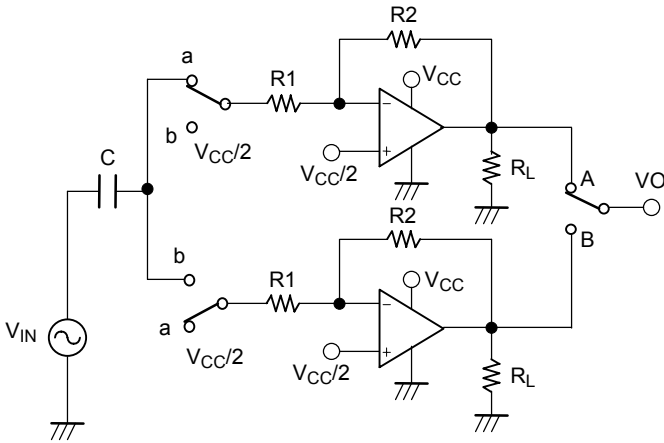 R2
a
R1
VCC
−
+
b
VCC/2
VCC/2
C
RL
A
VO
R2
B
b
R1
VCC
−
+
a
VIN
VCC/2
VCC/2
RL